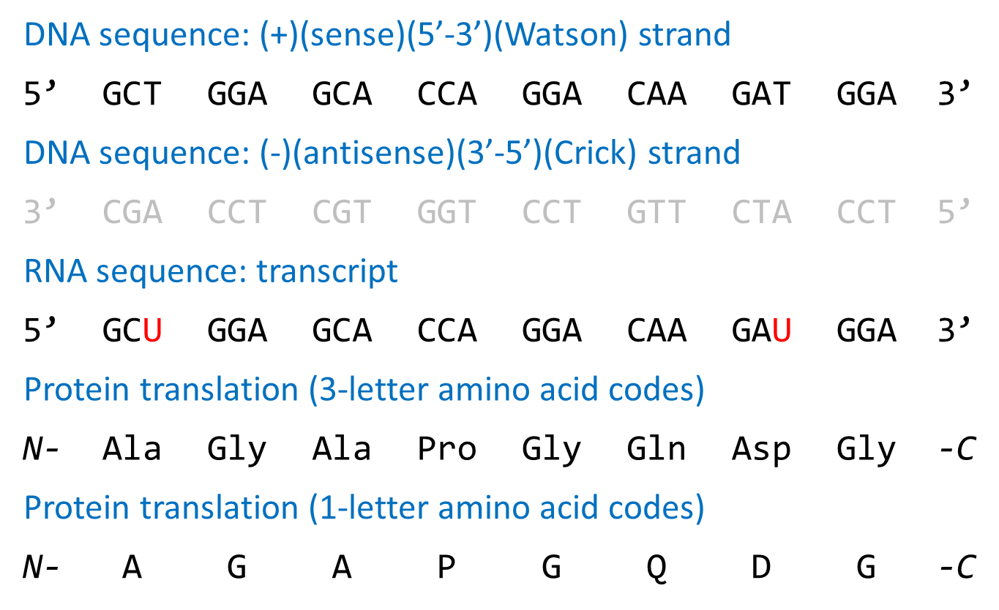 DNA sequence: (+)(sense)(5’-3’)(Watson) strand
5’ GCT GGA GCA CCA GGA CAA GAT GGA 3’
DNA sequence: (-)(antisense)(3’-5’)(Crick) strand
3’ CGA CCT CGT GGT CCT GTT CTA CCT 5’
RNA sequence: transcript
5’ GCU GGA GCA CCA GGA CAA GAU GGA 3’
Protein translation (3-letter amino acid codes)
N- Ala Gly Ala Pro Gly Gln Asp Gly -C
Protein translation (1-letter amino acid codes)
N- A G A P G Q D G -C